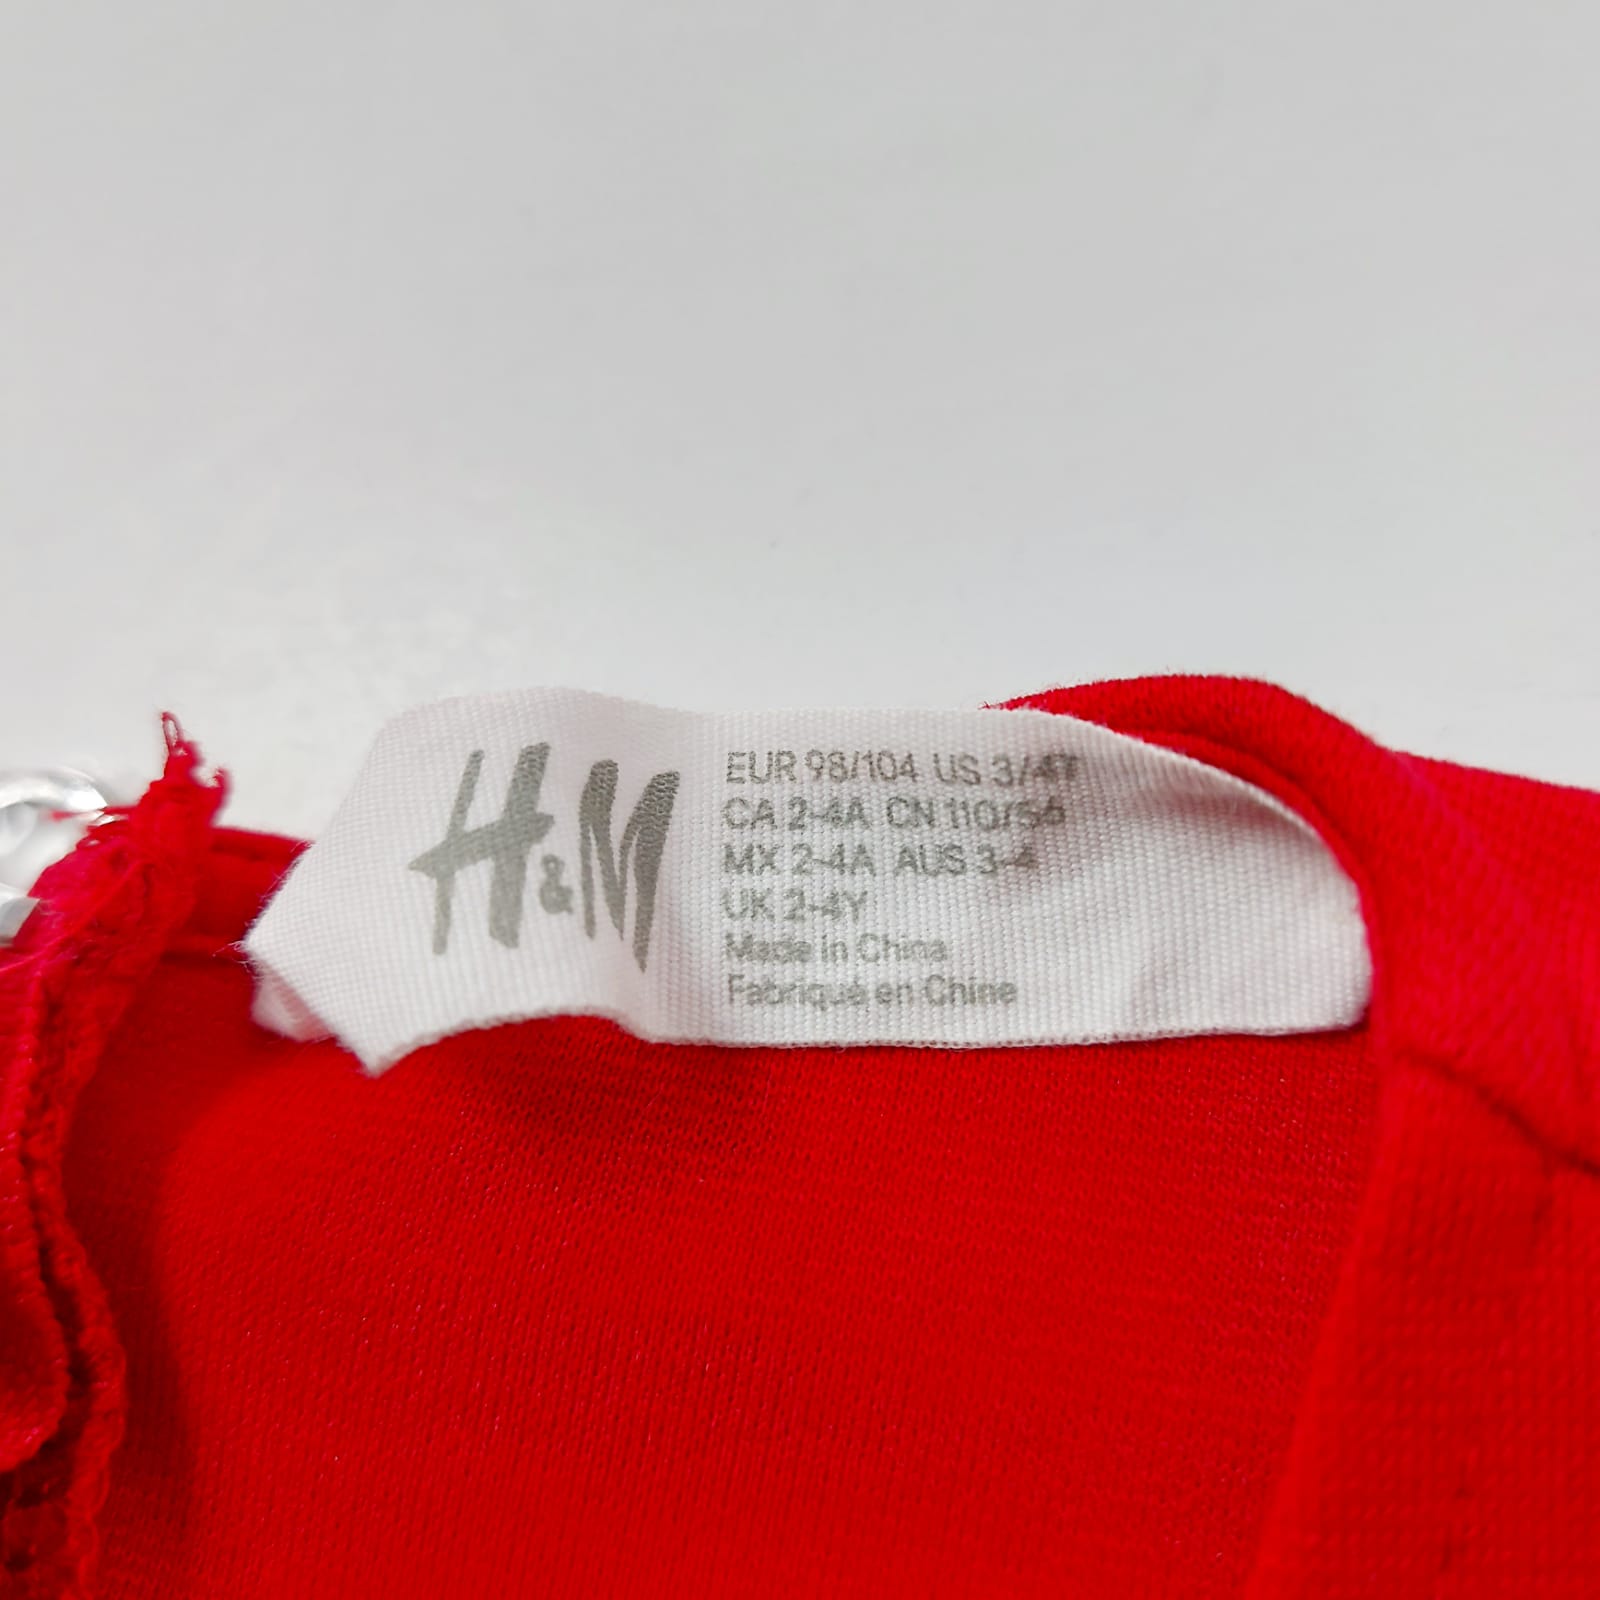 H&M
EUR 98/104 US 3/4T
CA 2-4A CN 110/56
MX 2-4A AUS 3-4
UK 2-4Y
Made in China
Fabriqué en Chine